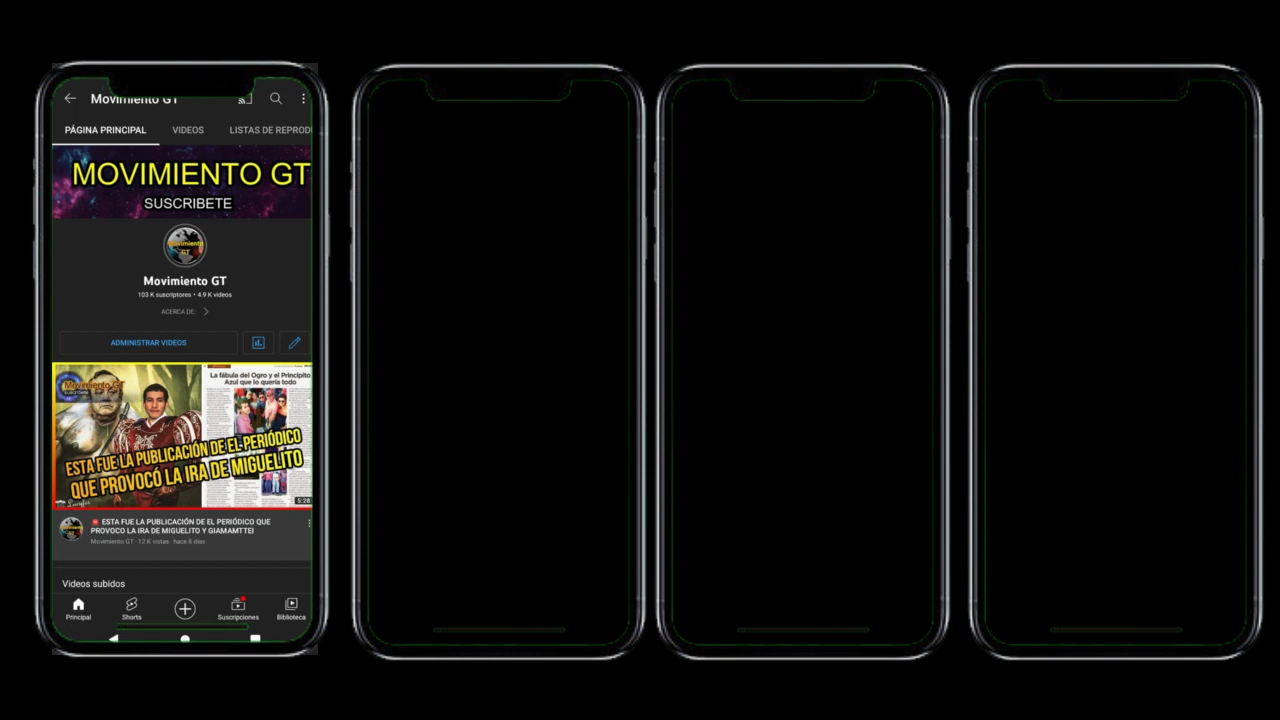 Movimiento GT
PÁGINA PRINCIPAL VIDEOS LISTAS DE REPROD
MOVIMIENTO GT
SUSCRIBETE
Movimiento
GT
Movimiento GT
103 K suscriptores • 4.9 K videos
ACERCA DE:
ADMINISTRAR VIDEOS
Movimiento GT
La fábula del Ogro y el Principito
Azul que lo quería todo
ESTA FUE LA PUBLICACIÓN DE EL PERIÓDICO
QUE PROVOCÓ LA IRA DE MIGUELITO
5:28
ESTA FUE LA PUBLICACIÓN DE EL PERIÓDICO QUE
PROVOCO LA IRA DE MIGUELITO Y GIAMAMTTEI
Movimiento GT · 12 K vistas · hace 6 días
Videos subidos
Principal Shorts Suscripciones Biblioteca